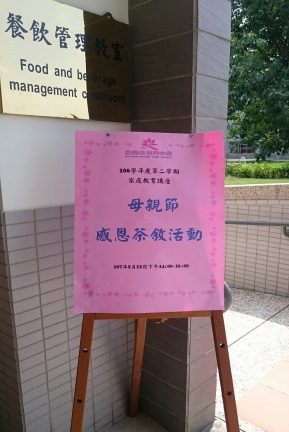 餐飲管理教室
Food and beverage
management classroom
106學年度第二學期
家庭教育講座
母親節
感恩茶敘活動